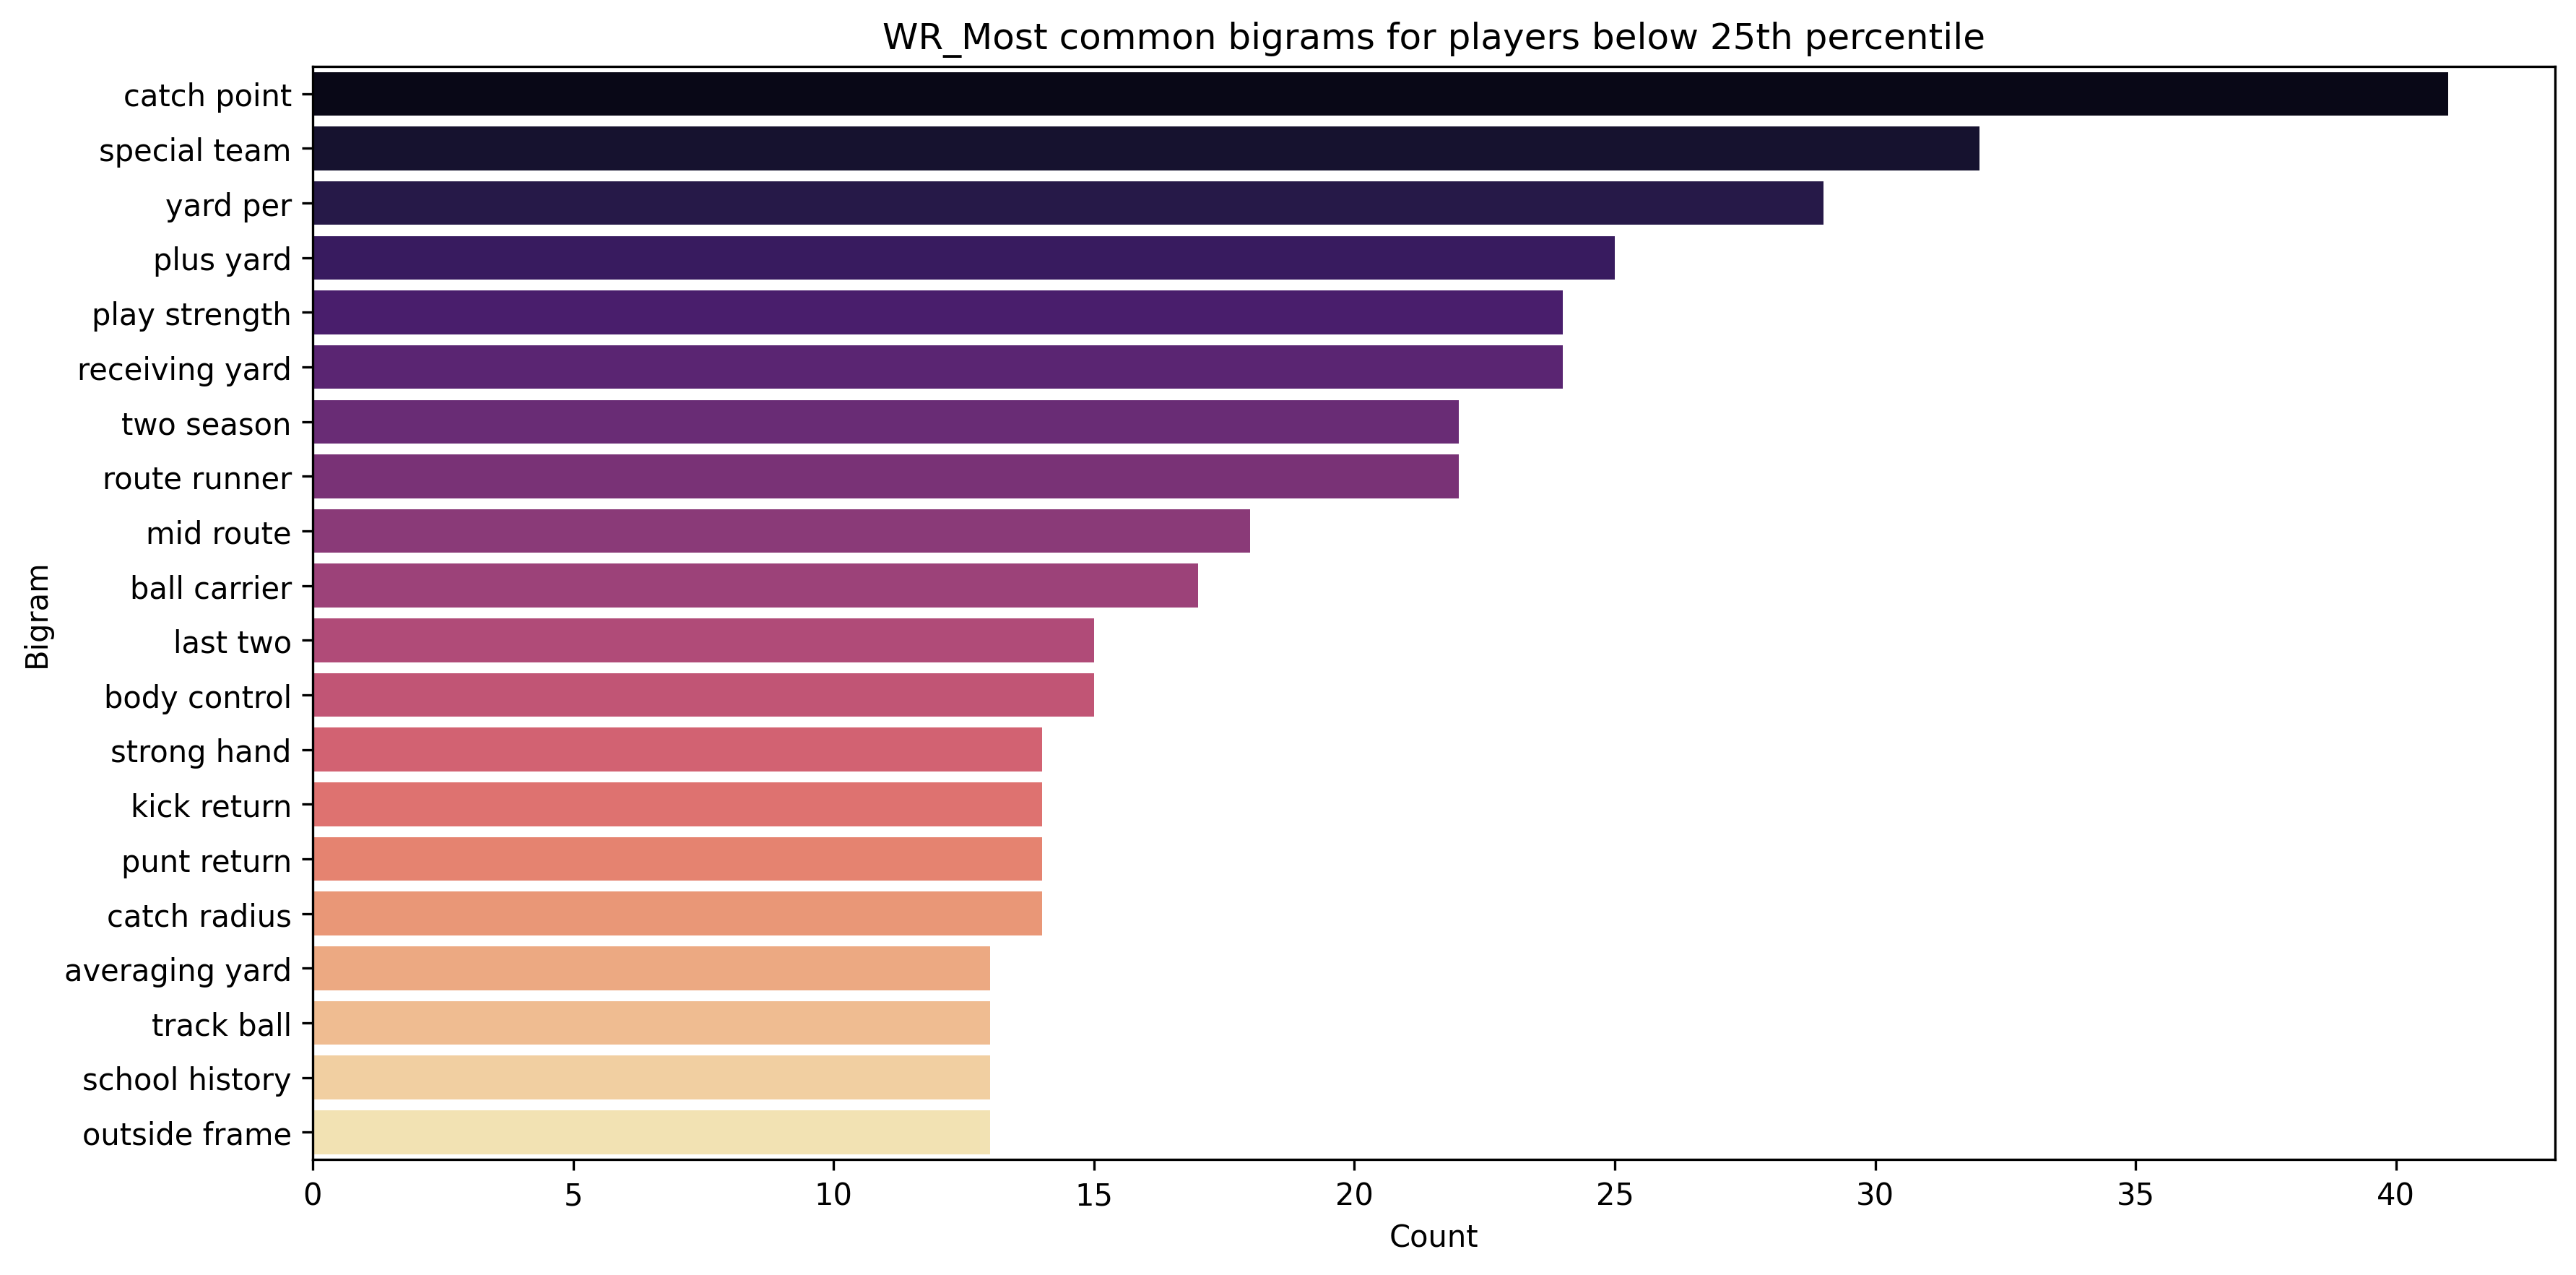 WR_Most common bigrams for players below 25th percentile
Bigram
catch point
special team
yard per
plus yard
play strength
receiving yard
two season
route runner
mid route
ball carrier
last two
body control
strong hand
kick return
punt return
catch radius
averaging yard
track ball
school history
outside frame
0 5 10 15 20 25 30 35 40
Count